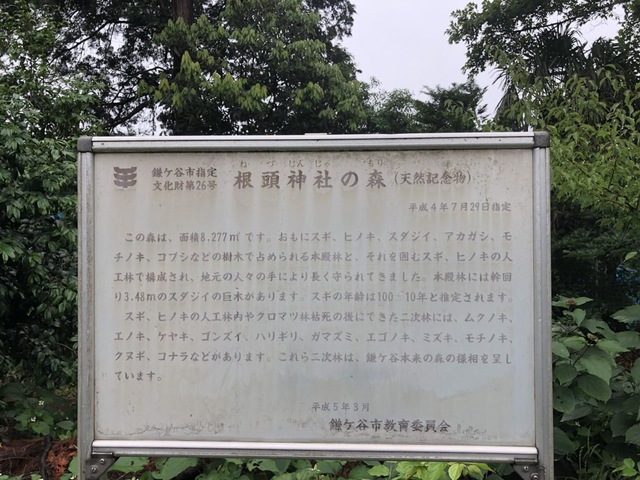 鎌ケ谷市指定
文化財第26号
ねづじんじゃ もり
根頭神社の森(天然記念物)
平成4年7月29日指定
この森は、面積8,277㎡です。おもにスギ、ヒノキ、スダジイ、アカガシ、モ
チノキ、コブシなどの樹木で占められる本殿林と、それを囲むスギ、ヒノキの人
工林で構成され、地元の人々の手により長く守られてきました。本殿林には幹回
り3.48mのスダジイの巨木があります。スギの年齢は100-10年と推定されます。
スギ、ヒノキの人工林内やクロマツ林枯死の後にできた二次林には、ムクノキ、
エノキ、ケヤキ、ゴンズイ、ハリギリ、ガマズミ、エゴノキ、ミズキ、モチノキ、
クヌギ、コナラなどがあります。これら二次林は、鎌ケ谷本来の森の様相を呈し
ています。
平成5年3月
鎌ケ谷市教育委員会